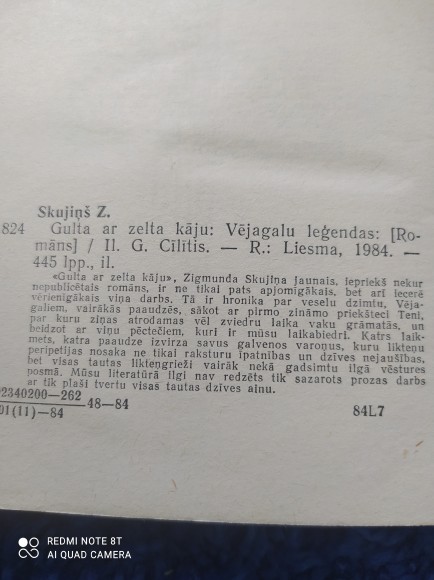 Skujiņš Z.
824 Gulta ar zelta kāju: Vējagalu leģendas: [Ro-
māns] / Il. G. Cīlītis. — R.: Liesma, 1984. —
445 lpp., il.
«Gulta ar zelta kāju», Zigmunda Skujiņa jaunais, iepriekš nekur
nepublicētais romāns, ir ne tikai pats apjomīgākais, bet arī iecerē
vērienīgākais viņa darbs. Tā ir hronika par veselu dzimtu, Vēja-
galiem, vairākās paaudzēs, sākot ar pirmo zināmo priekšteci Teni,
par kuru ziņas atrodamas vēl zviedru laika vaku grāmatās, un
beidzot ar viņu pēctečiem, kuri ir mūsu laikabiedri. Katrs laik-
mets, katra paaudze izvirza savus galvenos varoņus, kuru likteņu
peripetijas nosaka ne tikai raksturu īpatnības un dzīves nejaušības,
bet visas tautas likteņgrieži vairāk nekā gadsimtu ilgā vēstures
posmā. Mūsu literatūrā ilgi nav redzēts tik sazarots prozas darbs
ar tik plaši tvertu visas tautas dzīves ainu.
2340200—262
01(11)—84
48—84
84L7
REDMI NOTE 8T
AI QUAD CAMERA